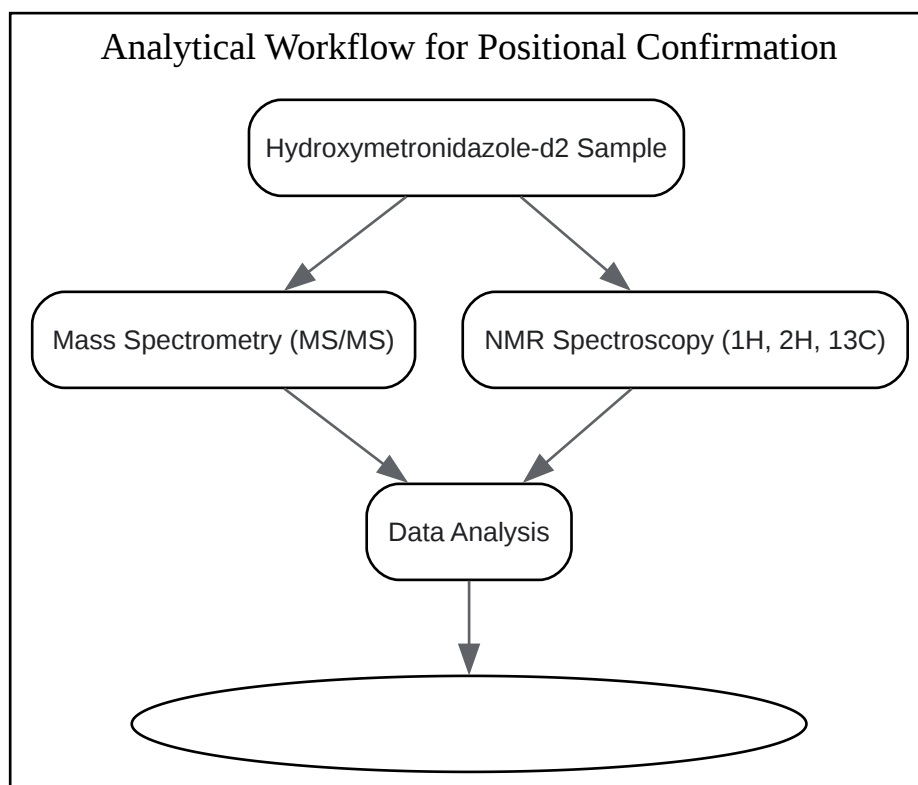 Analytical Workflow for Positional Confirmation
Hydroxymetronidazole-d2 Sample
Mass Spectrometry (MS/MS)
NMR Spectroscopy (1H, 2H, 13C)
Data Analysis